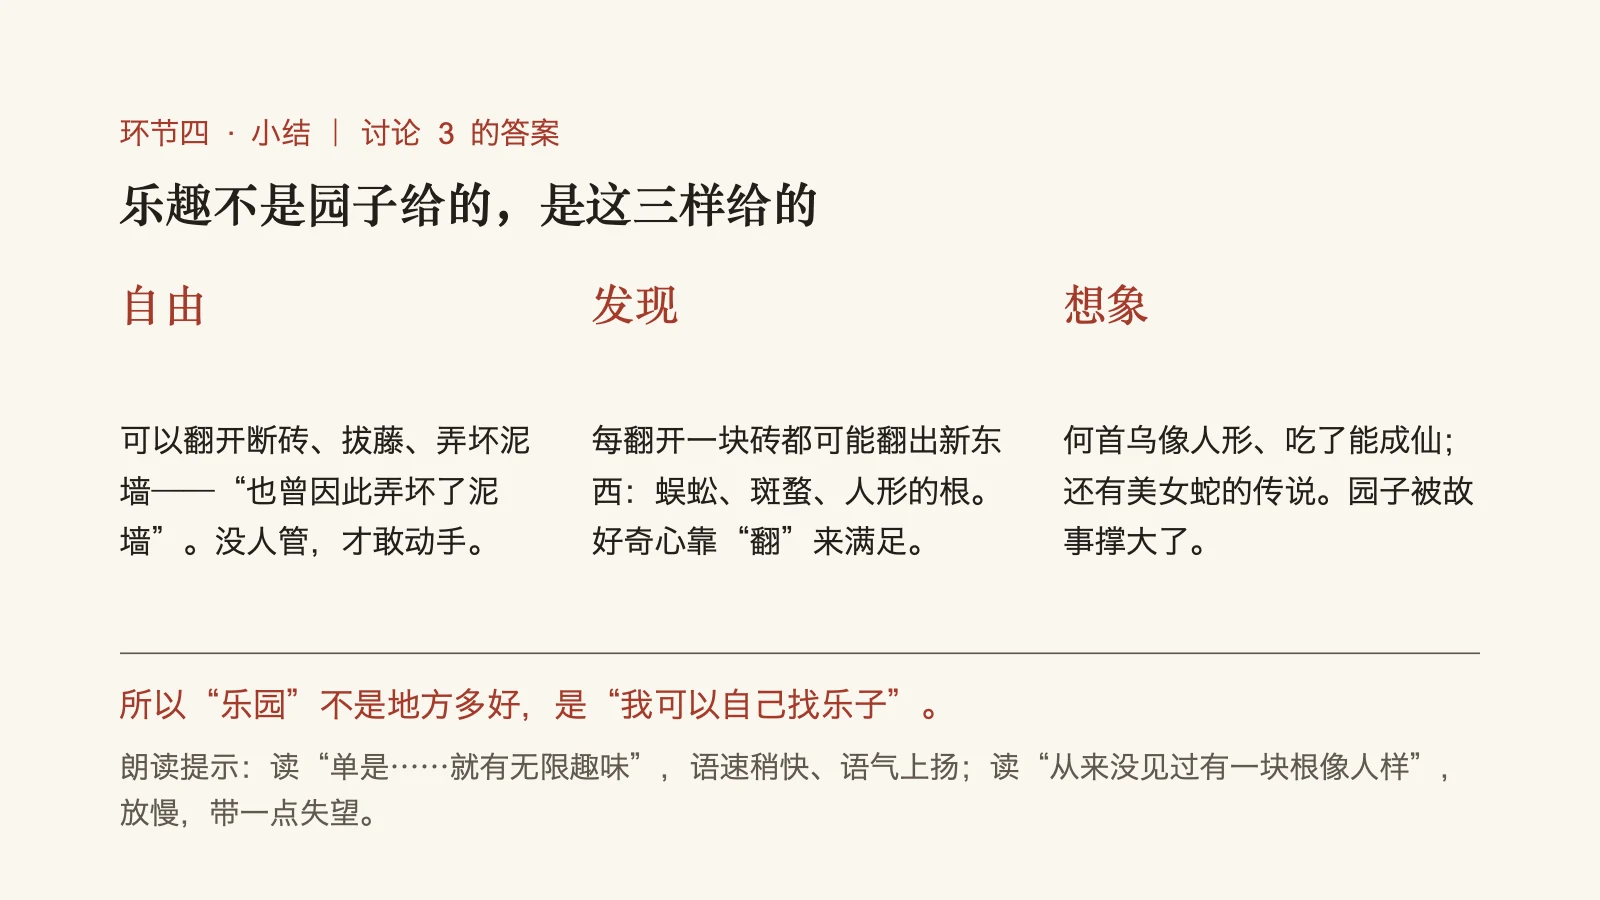 环节四 · 小结 ｜ 讨论 3 的答案
乐趣不是园子给的，是这三样给的
自由
可以翻开断砖、拔藤、弄坏泥
墙——“也曾因此弄坏了泥
墙”。没人管，才敢动手。
发现
每翻开一块砖都可能翻出新东
西：蜈蚣、斑蝥、人形的根。
好奇心靠“翻”来满足。
想象
何首乌像人形、吃了能成仙；
还有美女蛇的传说。园子被故
事撑大了。
所以“乐园”不是地方多好，是“我可以自己找乐子”。
朗读提示：读“单是……就有无限趣味”，语速稍快、语气上扬；读“从来没见过有一块根像人样”，
放慢，带一点失望。